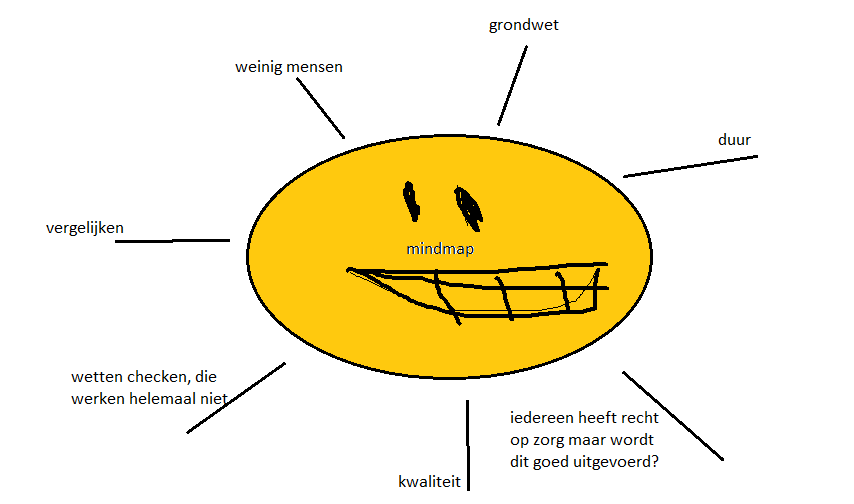 grondwet
weinig mensen
duur
vergelijken
mindmap
wetten checken, die
werken helemaal niet
iedereen heeft recht
op zorg maar wordt
dit goed uitgevoerd?
kwaliteit